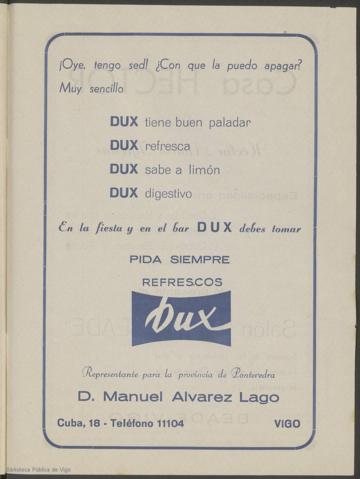 ¡Oye, tengo sed! ¿Con que la puedo apagar?
Muy sencillo
DUX tiene buen paladar
DUX refresca
DUX sabe a limón
DUX digestivo
En la fiesta y en el bar DUX debes tomar
PIDA SIEMPRE
REFRESCOS
Dux
Representante para la provincia de Pontevedra
D. Manuel Alvarez Lago
Cuba, 18 - Teléfono 11104 VIGO
Biblioteca Pública de Vigo